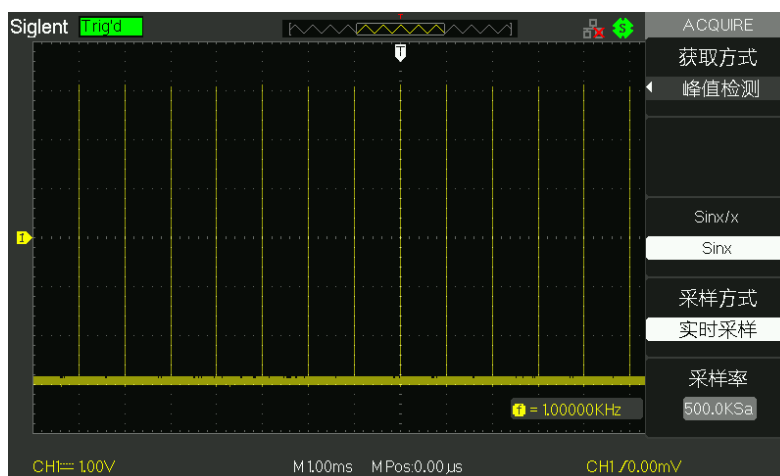 Siglent Trig'd
T
S
ACQUIRE
获取方式
峰值检测
Sinx/x
Sinx
采样方式
实时采样
采样率
500.0KSa
f = 1.00000KHz
CH1 1.00V
M 1.00ms M Pos:0.00µs
CH1 0.00mV